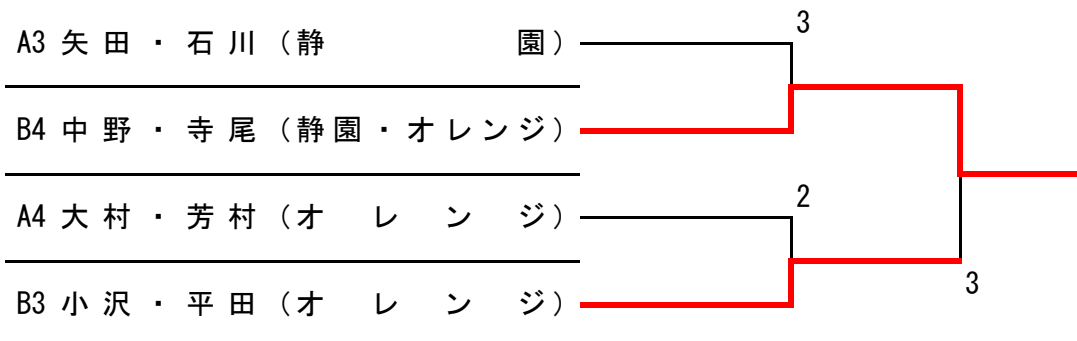 3
A3 矢田・石川(静園)
B4 中野・寺尾(静園・オレンジ)
2
A4 大村・芳村(オレンジ)
3
B3 小沢・平田(オレンジ)